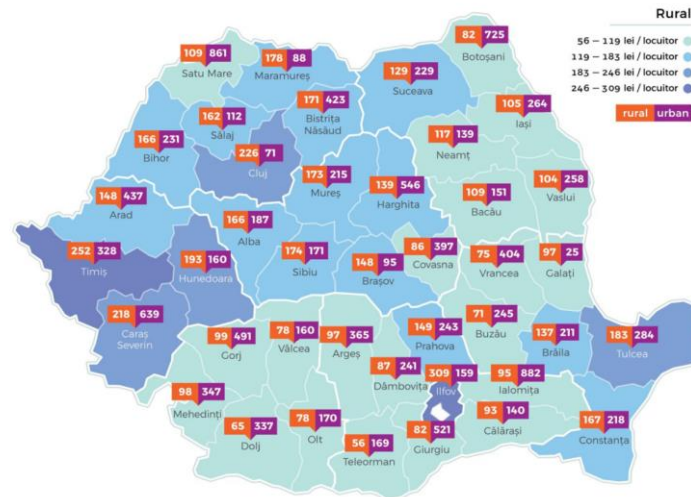 Rural
56 – 119 lei / locuitor
119 – 183 lei / locuitor
183 – 246 lei / locuitor
246 – 309 lei / locuitor
rural urban
82 725
Botoșani
109 861
Satu Mare
178 88
Maramureș
129 229
Suceava
171 423
Bistrița
Năsăud
105 264
Iași
162 112
Sălaj
117 139
Neamț
166 231
Bihor
226 71
Cluj
173 215
Mureș
139 546
Harghita
109 151
Bacău
104 258
Vaslui
148 437
Arad
166 187
Alba
174 171
Sibiu
148 95
Brașov
86 397
Covasna
75 404
Vrancea
97 25
Galați
252 328
Timiș
193 160
Hunedoara
218 639
Caraș
Severin
99 491
Gorj
78 160
Vâlcea
97 365
Argeș
149 243
Prahova
71 245
Buzău
137 211
Brăila
183 284
Tulcea
87 241
Dâmbovița
309 159
Ilfov
95 882
Ialomița
98 347
Mehedinți
65 337
Dolj
78 170
Olt
56 169
Teleorman
82 521
Giurgiu
93 140
Călărași
167 218
Constanța